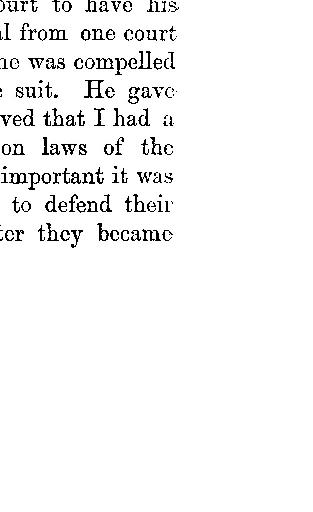 ourt to have his
al from one court
he was compelled
e suit. He gave
ved that I had a
on laws of the
important it was
to defend their
ter they became